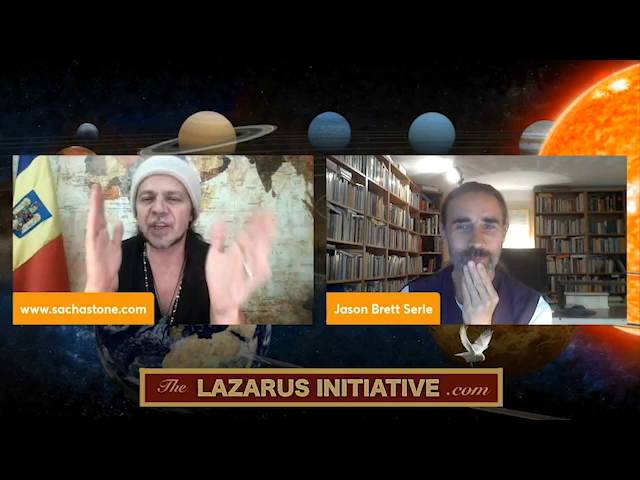 www.sachastone.com
Jason Brett Serle
The LAZARUS INITIATIVE .com